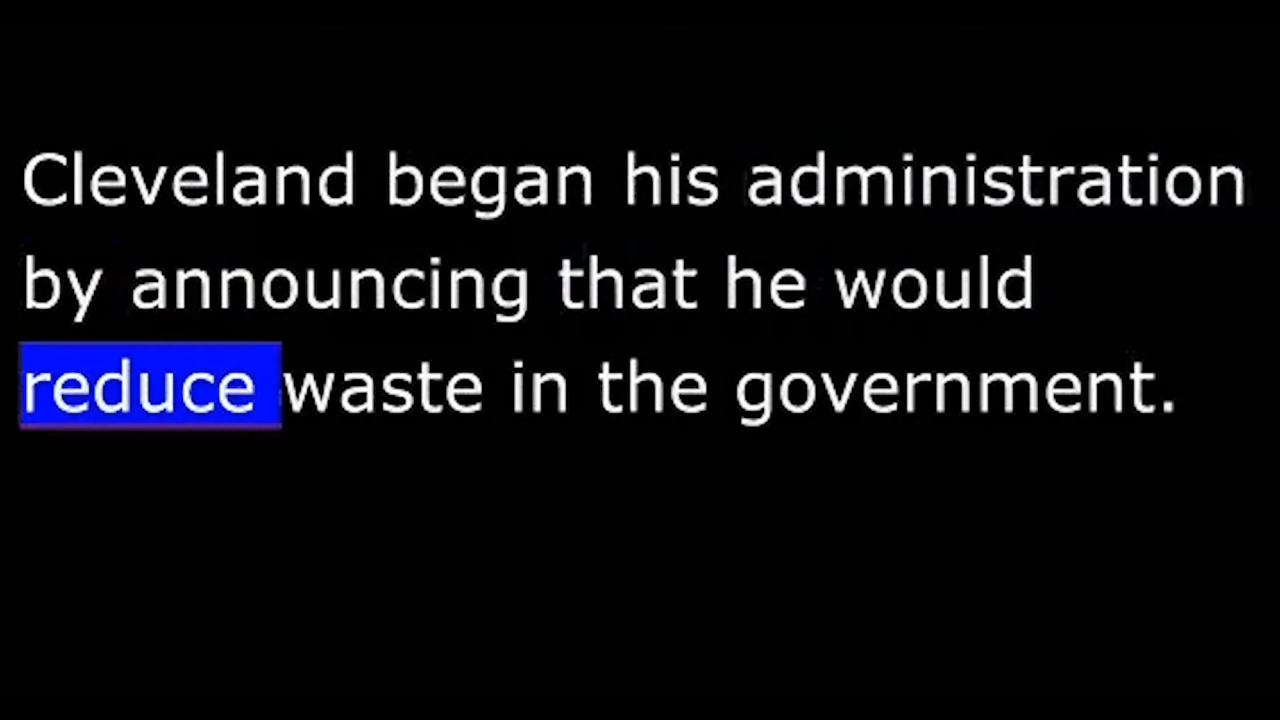 Cleveland began his administration
by announcing that he would
reduce waste in the government.